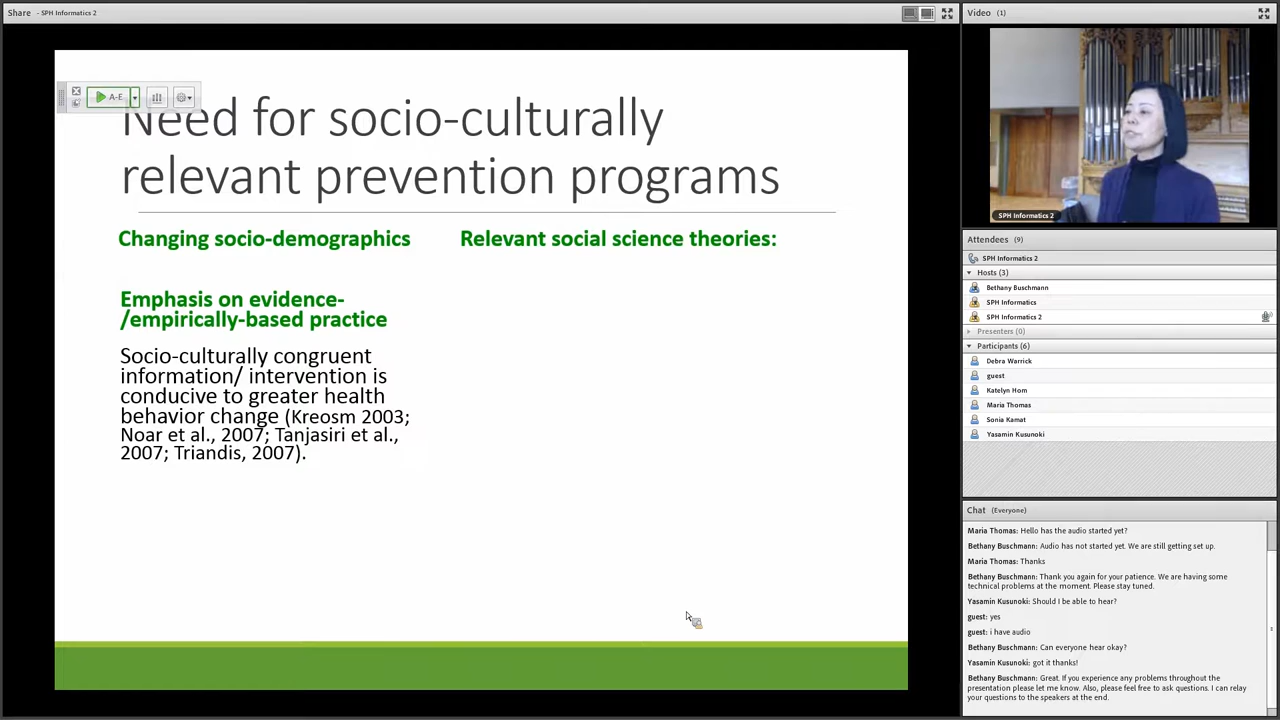 Share - SPH Informatics 2
A-E
Need for socio-culturally
relevant prevention programs
Changing socio-demographics
Emphasis on evidence-
/empirically-based practice
Socio-culturally congruent
information/ intervention is
conducive to greater health
behavior change (Kreosm 2003;
Noar et al., 2007; Tanjasiri et al.,
2007; Triandis, 2007).
Relevant social science theories:
Video (1)
SPH Informatics 2
Attendees (9)
SPH Informatics 2
Hosts (3)
Bethany Buschmann
SPH Informatics
SPH Informatics 2
Presenters (0)
Participants (6)
Debra Warrick
guest
Katelyn Hom
Maria Thomas
Sonia Kamat
Yasamin Kusunoki
Chat (Everyone)
Maria Thomas: Hello has the audio started yet?
Bethany Buschmann: Audio has not started yet. We are still getting set up.
Maria Thomas: Thanks
Bethany Buschmann: Thank you again for your patience. We are having some
technical problems at the moment. Please stay tuned.
Yasamin Kusunoki: Should I be able to hear?
guest: yes
guest: i have audio
Bethany Buschmann: Can everyone hear okay?
Yasamin Kusunoki: got it thanks!
Bethany Buschmann: Great. If you experience any problems throughout the
presentation please let me know. Also, please feel free to ask questions. I can relay
your questions to the speakers at the end.